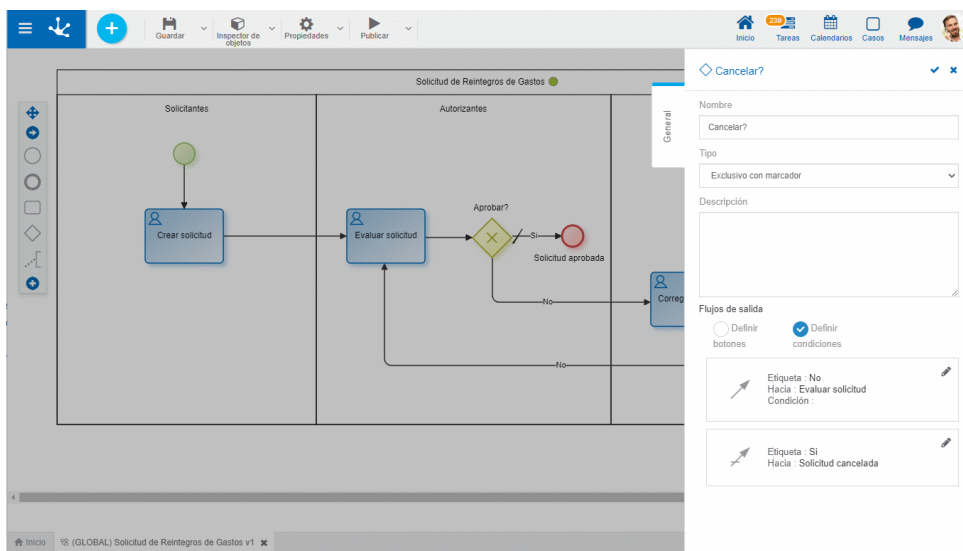 Guardar
Inspector de
objetos
Propiedades
Publicar
Inicio
239
Tareas
Calendarios
Casos
Mensajes
Solicitud de Reintegros de Gastos
Solicitantes
Autorizantes
Crear solicitud
Evaluar solicitud
Aprobar?
Si
Solicitud aprobada
No
Correg
No
General
Cancelar?
Nombre
Cancelar?
Tipo
Exclusivo con marcador
Descripción
Flujos de salida
Definir
botones
Definir
condiciones
Etiqueta : No
Hacia : Evaluar solicitud
Condición :
Etiqueta : Si
Hacia : Solicitud cancelada
Inicio
(GLOBAL) Solicitud de Reintegros de Gastos v1